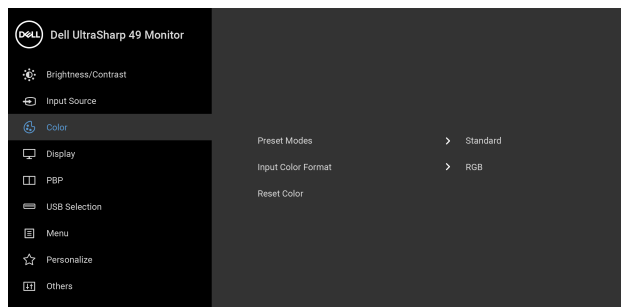 DELL Dell UltraSharp 49 Monitor
Brightness/Contrast
Input Source
Color
Display
PBP
USB Selection
Menu
Personalize
Others
Preset Modes > Standard
Input Color Format > RGB
Reset Color